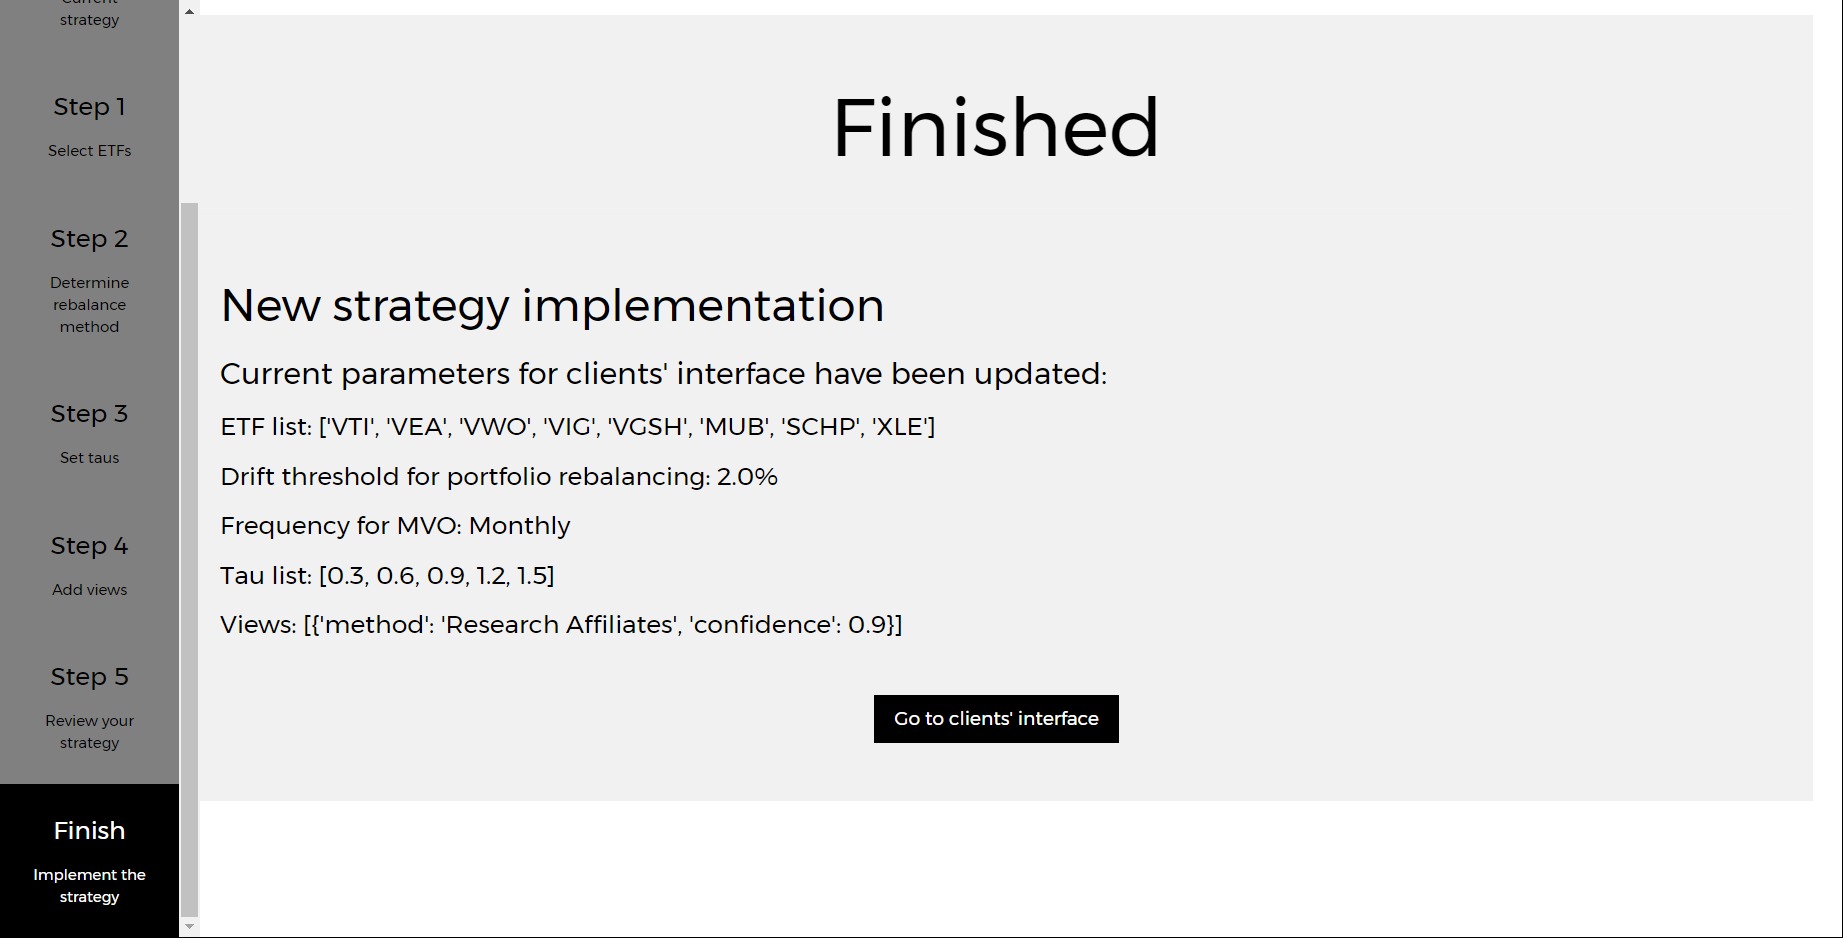 Current
strategy
Step 1
Select ETFs
Step 2
Determine
rebalance
method
Step 3
Set taus
Step 4
Add views
Step 5
Review your
strategy
Finish
Implement the
strategy
Finished
New strategy implementation
Current parameters for clients' interface have been updated:
ETF list: ['VTI', 'VEA', 'VWO', 'VIG', 'VGSH', 'MUB', 'SCHP', 'XLE']
Drift threshold for portfolio rebalancing: 2.0%
Frequency for MVO: Monthly
Tau list: [0.3, 0.6, 0.9, 1.2, 1.5]
Views: [{'method': 'Research Affiliates', 'confidence': 0.9}]
Go to clients' interface